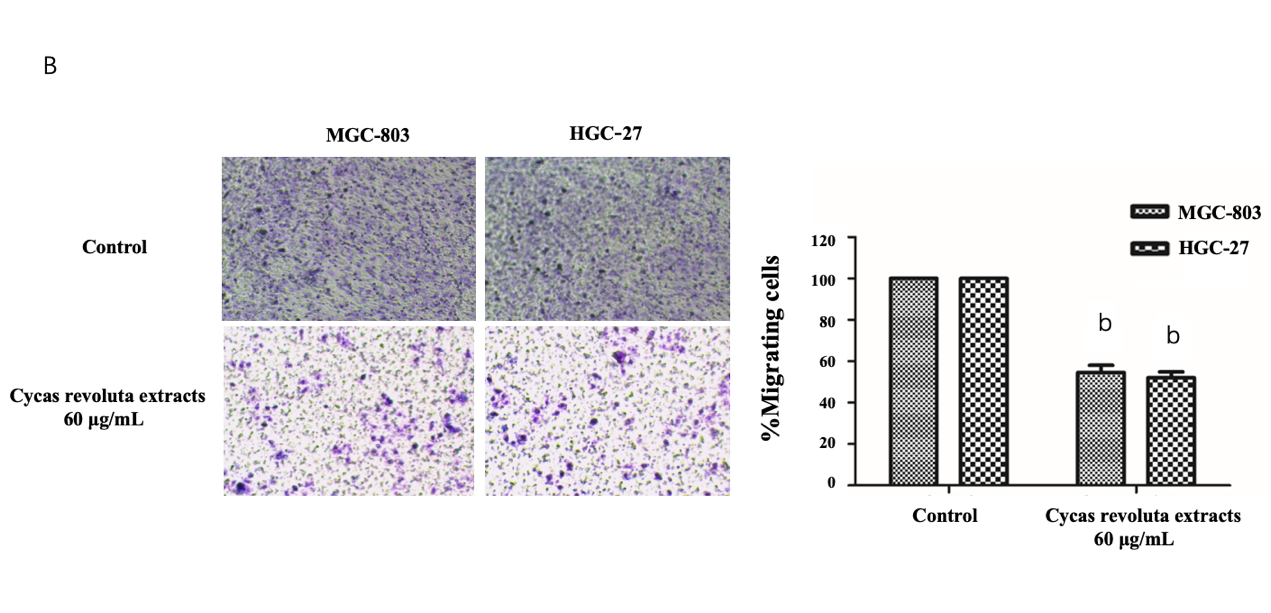 B
MGC-803
HGC-27
Control
Cycas revoluta extracts
60 μg/mL
MGC-803
HGC-27
%Migrating cells
120
100
80
60
40
20
0
b
b
Control
Cycas revoluta extracts
60 μg/mL